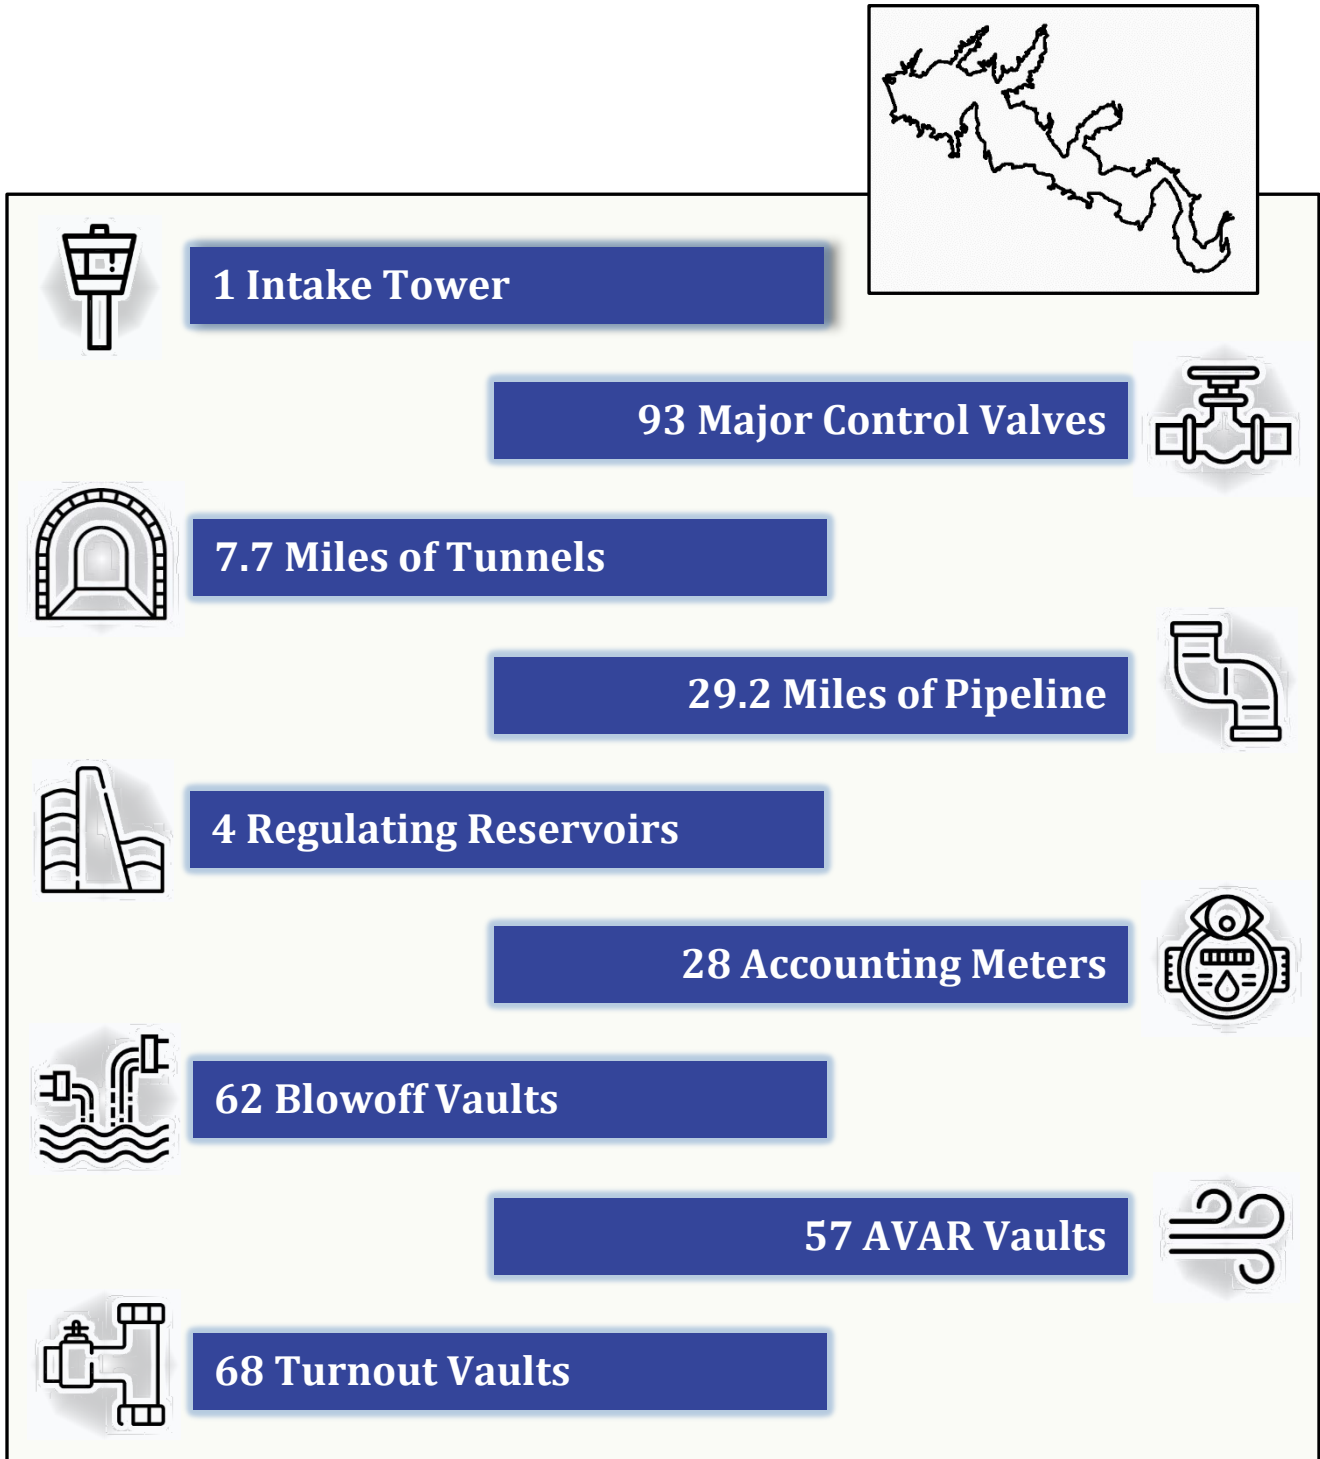 1 Intake Tower
93 Major Control Valves
7.7 Miles of Tunnels
29.2 Miles of Pipeline
4 Regulating Reservoirs
28 Accounting Meters
62 Blowoff Vaults
57 AVAR Vaults
68 Turnout Vaults